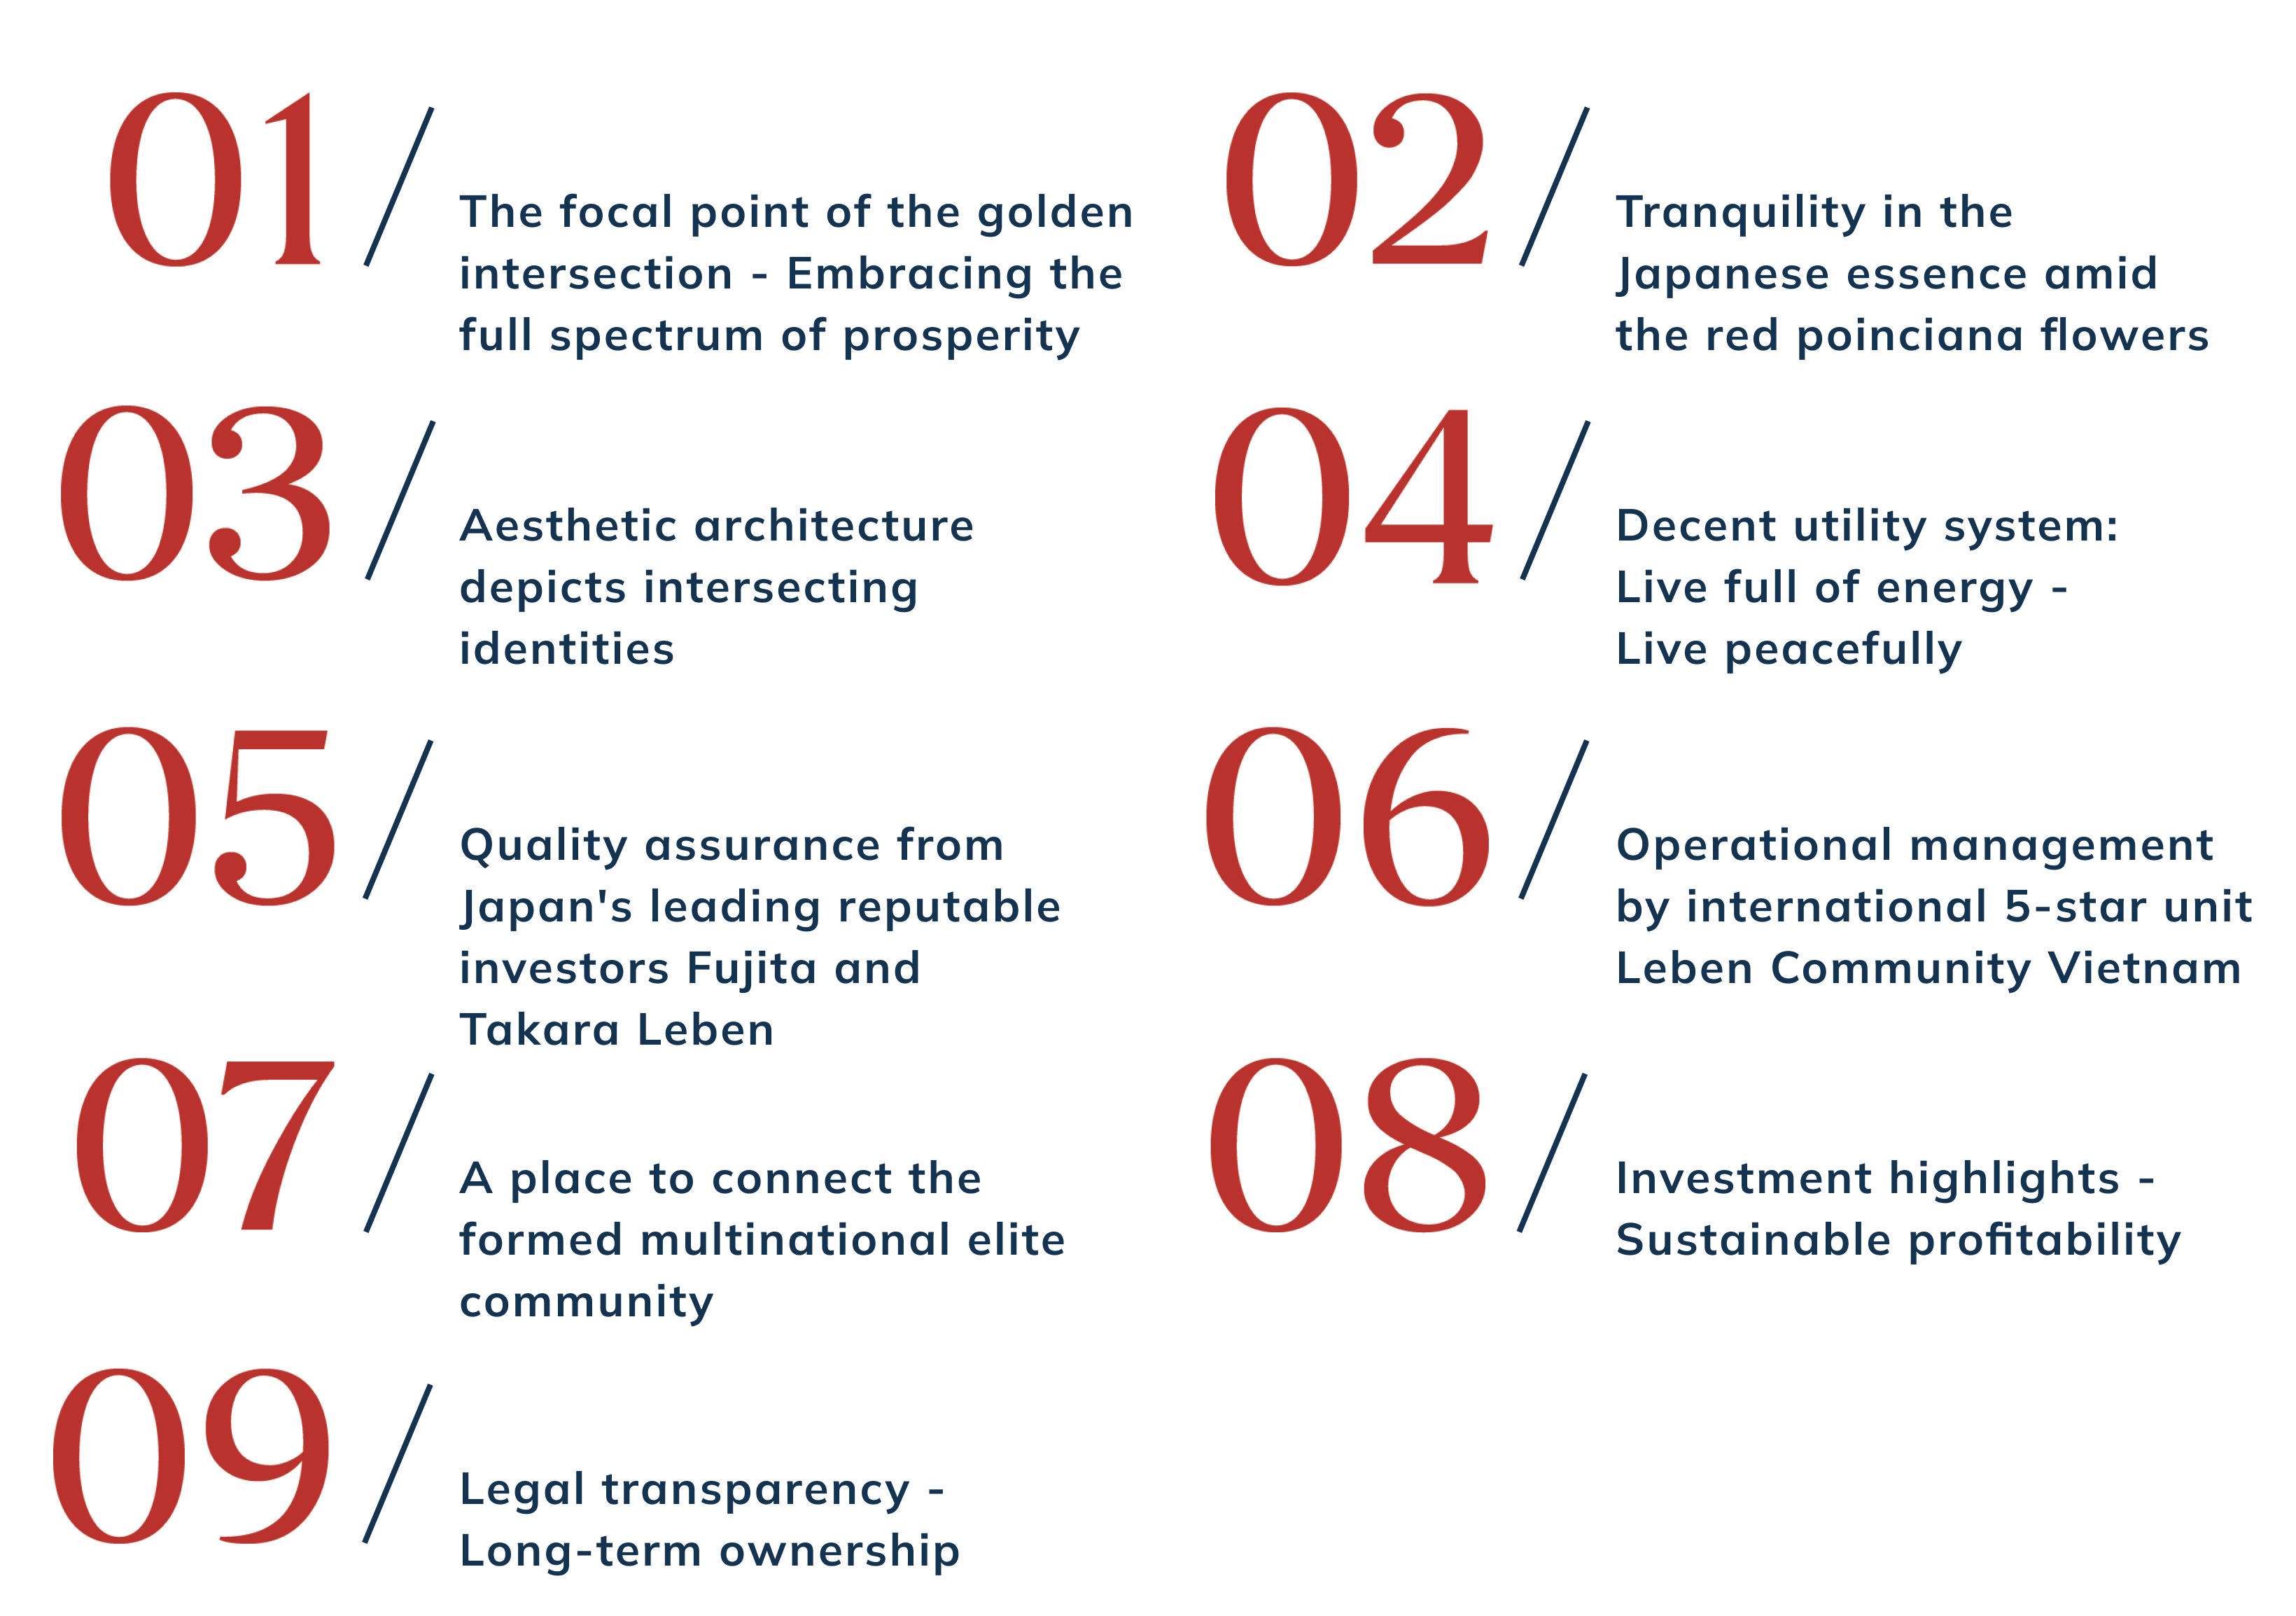 01
The focal point of the golden
intersection - Embracing the
full spectrum of prosperity
02
Tranquility in the
Japanese essence amid
the red poinciana flowers
03
Aesthetic architecture
depicts intersecting
identities
04
Decent utility system:
Live full of energy -
Live peacefully
05
Quality assurance from
Japan's leading reputable
investors Fujita and
Takara Leben
06
Operational management
by international 5-star unit
Leben Community Vietnam
07
A place to connect the
formed multinational elite
community
08
Investment highlights -
Sustainable profitability
09
Legal transparency -
Long-term ownership